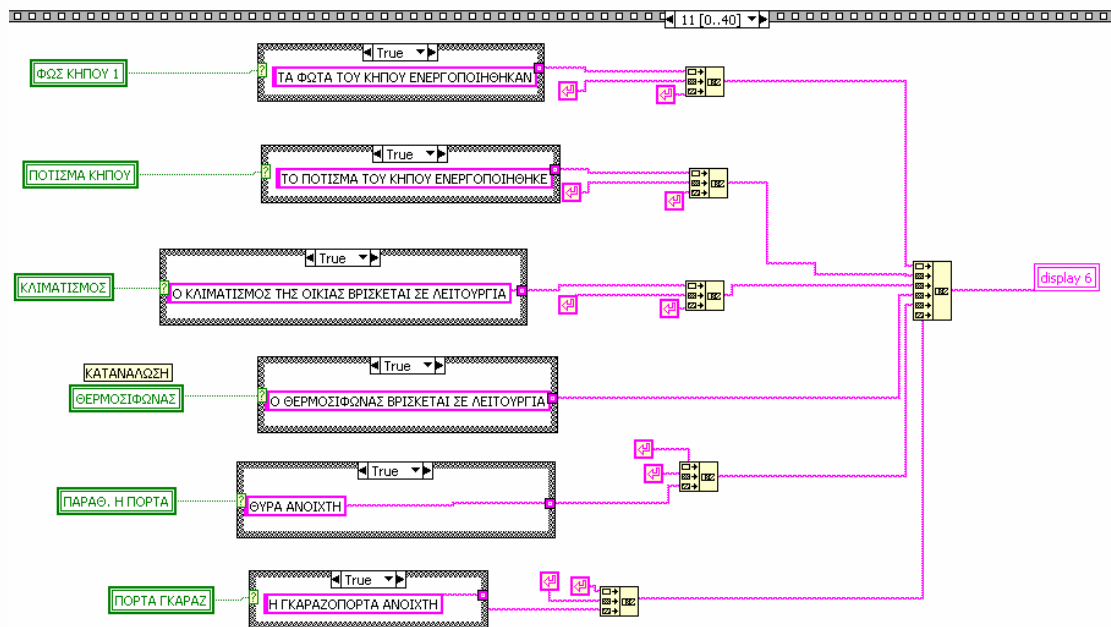 11 [0..40]
True
ΦΩΣ ΚΗΠΟΥ 1
ΤΑ ΦΩΤΑ ΤΟΥ ΚΗΠΟΥ ΕΝΕΡΓΟΠΟΙΗΘΗΚΑΝ
True
ΠΟΤΙΣΜΑ ΚΗΠΟΥ
ΤΟ ΠΟΤΙΣΜΑ ΤΟΥ ΚΗΠΟΥ ΕΝΕΡΓΟΠΟΙΗΘΗΚΕ
True
ΚΛΙΜΑΤΙΣΜΟΣ
Ο ΚΛΙΜΑΤΙΣΜΟΣ ΤΗΣ ΟΙΚΙΑΣ ΒΡΙΣΚΕΤΑΙ ΣΕ ΛΕΙΤΟΥΡΓΙΑ
display 6
True
ΚΑΤΑΝΑΛΩΣΗ
ΘΕΡΜΟΣΙΦΩΝΑΣ
Ο ΘΕΡΜΟΣΙΦΩΝΑΣ ΒΡΙΣΚΕΤΑΙ ΣΕ ΛΕΙΤΟΥΡΓΙΑ
True
ΠΑΡΑΘ. Η ΠΟΡΤΑ
ΘΥΡΑ ΑΝΟΙΧΤΗ
True
ΠΟΡΤΑ ΓΚΑΡΑΖ
Η ΓΚΑΡΑΖΟΠΟΡΤΑ ΑΝΟΙΧΤΗ